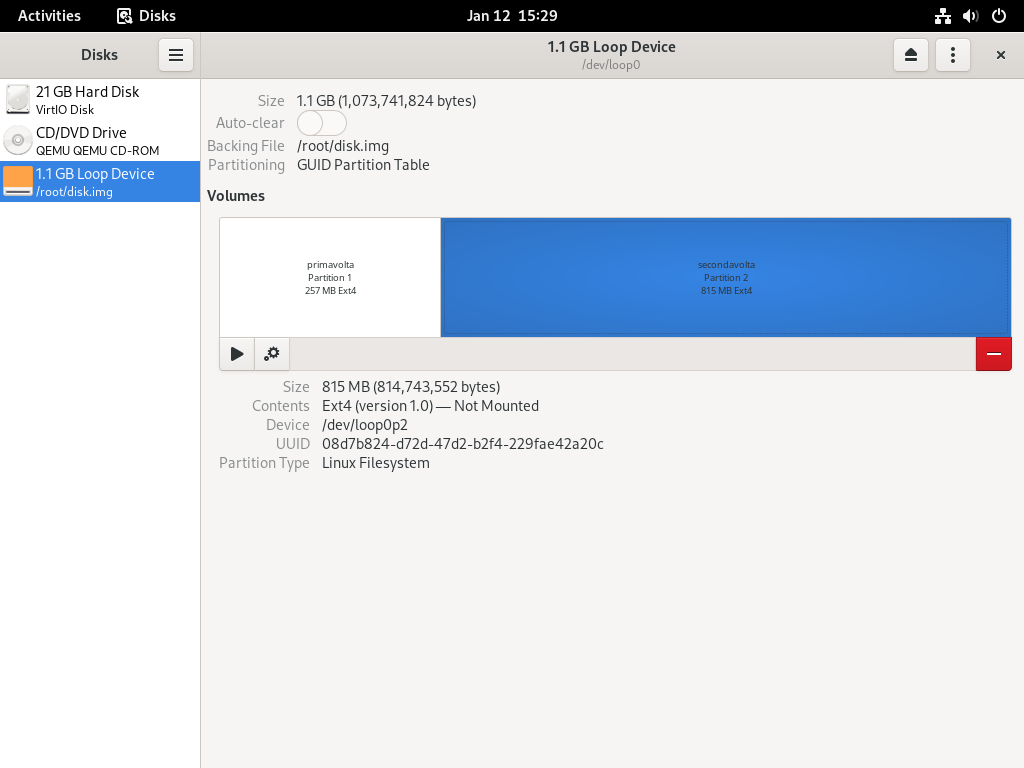 Activities
Disks
Jan 12 15:29
Disks
1.1 GB Loop Device
/dev/loop0
21 GB Hard Disk
VirtIO Disk
CD/DVD Drive
QEMU QEMU CD-ROM
1.1 GB Loop Device
/root/disk.img
Size 1.1 GB (1,073,741,824 bytes)
Auto-clear
Backing File /root/disk.img
Partitioning GUID Partition Table
Volumes
primavolta
Partition 1
257 MB Ext4
secondavolta
Partition 2
815 MB Ext4
Size 815 MB (814,743,552 bytes)
Contents Ext4 (version 1.0) — Not Mounted
Device /dev/loop0p2
UUID 08d7b824-d72d-47d2-b2f4-229fae42a20c
Partition Type Linux Filesystem